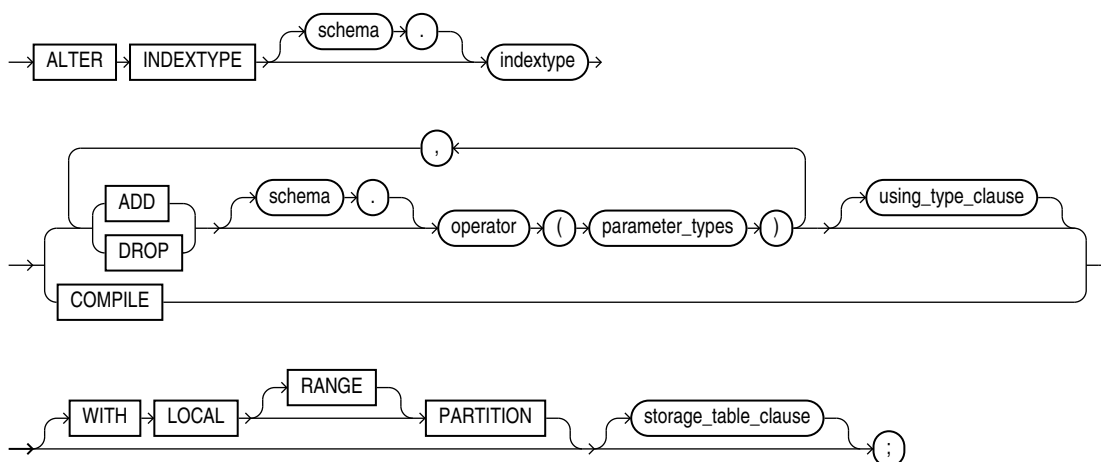 schema .
ALTER INDEXTYPE indextype
,
ADD schema . using_type_clause
operator ( parameter_types )
DROP
COMPILE
RANGE
WITH LOCAL PARTITION storage_table_clause
;